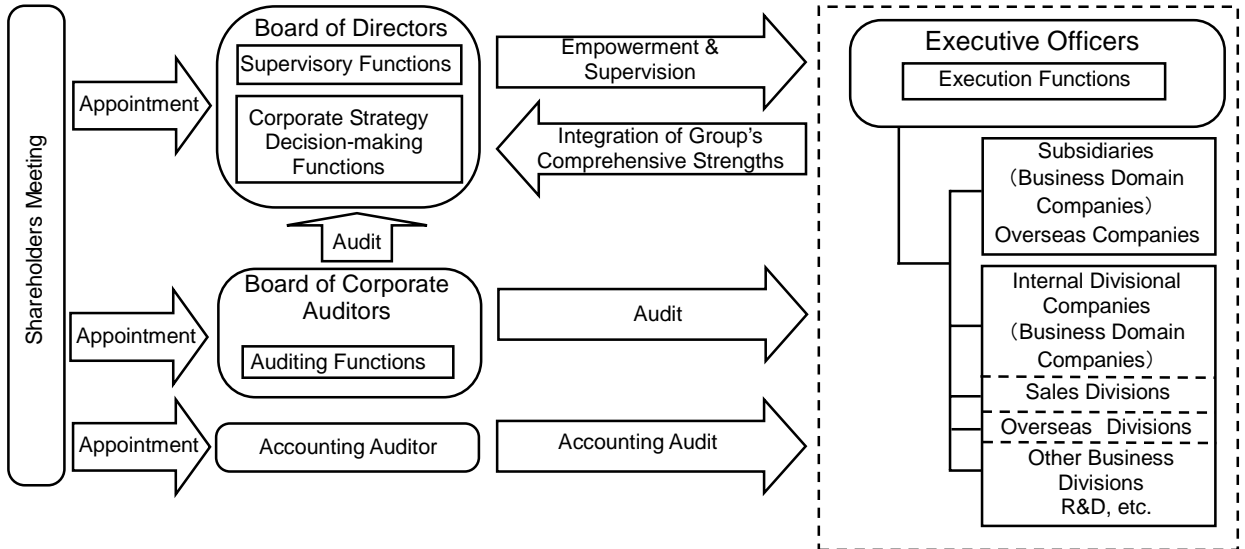 Shareholders Meeting
Appointment
Board of Directors
Supervisory Functions
Corporate Strategy
Decision-making
Functions
Empowerment &
Supervision
Integration of Group's
Comprehensive Strengths
Audit
Appointment
Board of Corporate
Auditors
Auditing Functions
Audit
Appointment
Accounting Auditor
Accounting Audit
Executive Officers
Execution Functions
Subsidiaries
（Business Domain
Companies）
Overseas Companies
Internal Divisional
Companies
（Business Domain
Companies）
Sales Divisions
Overseas Divisions
Other Business
Divisions
R&D, etc.